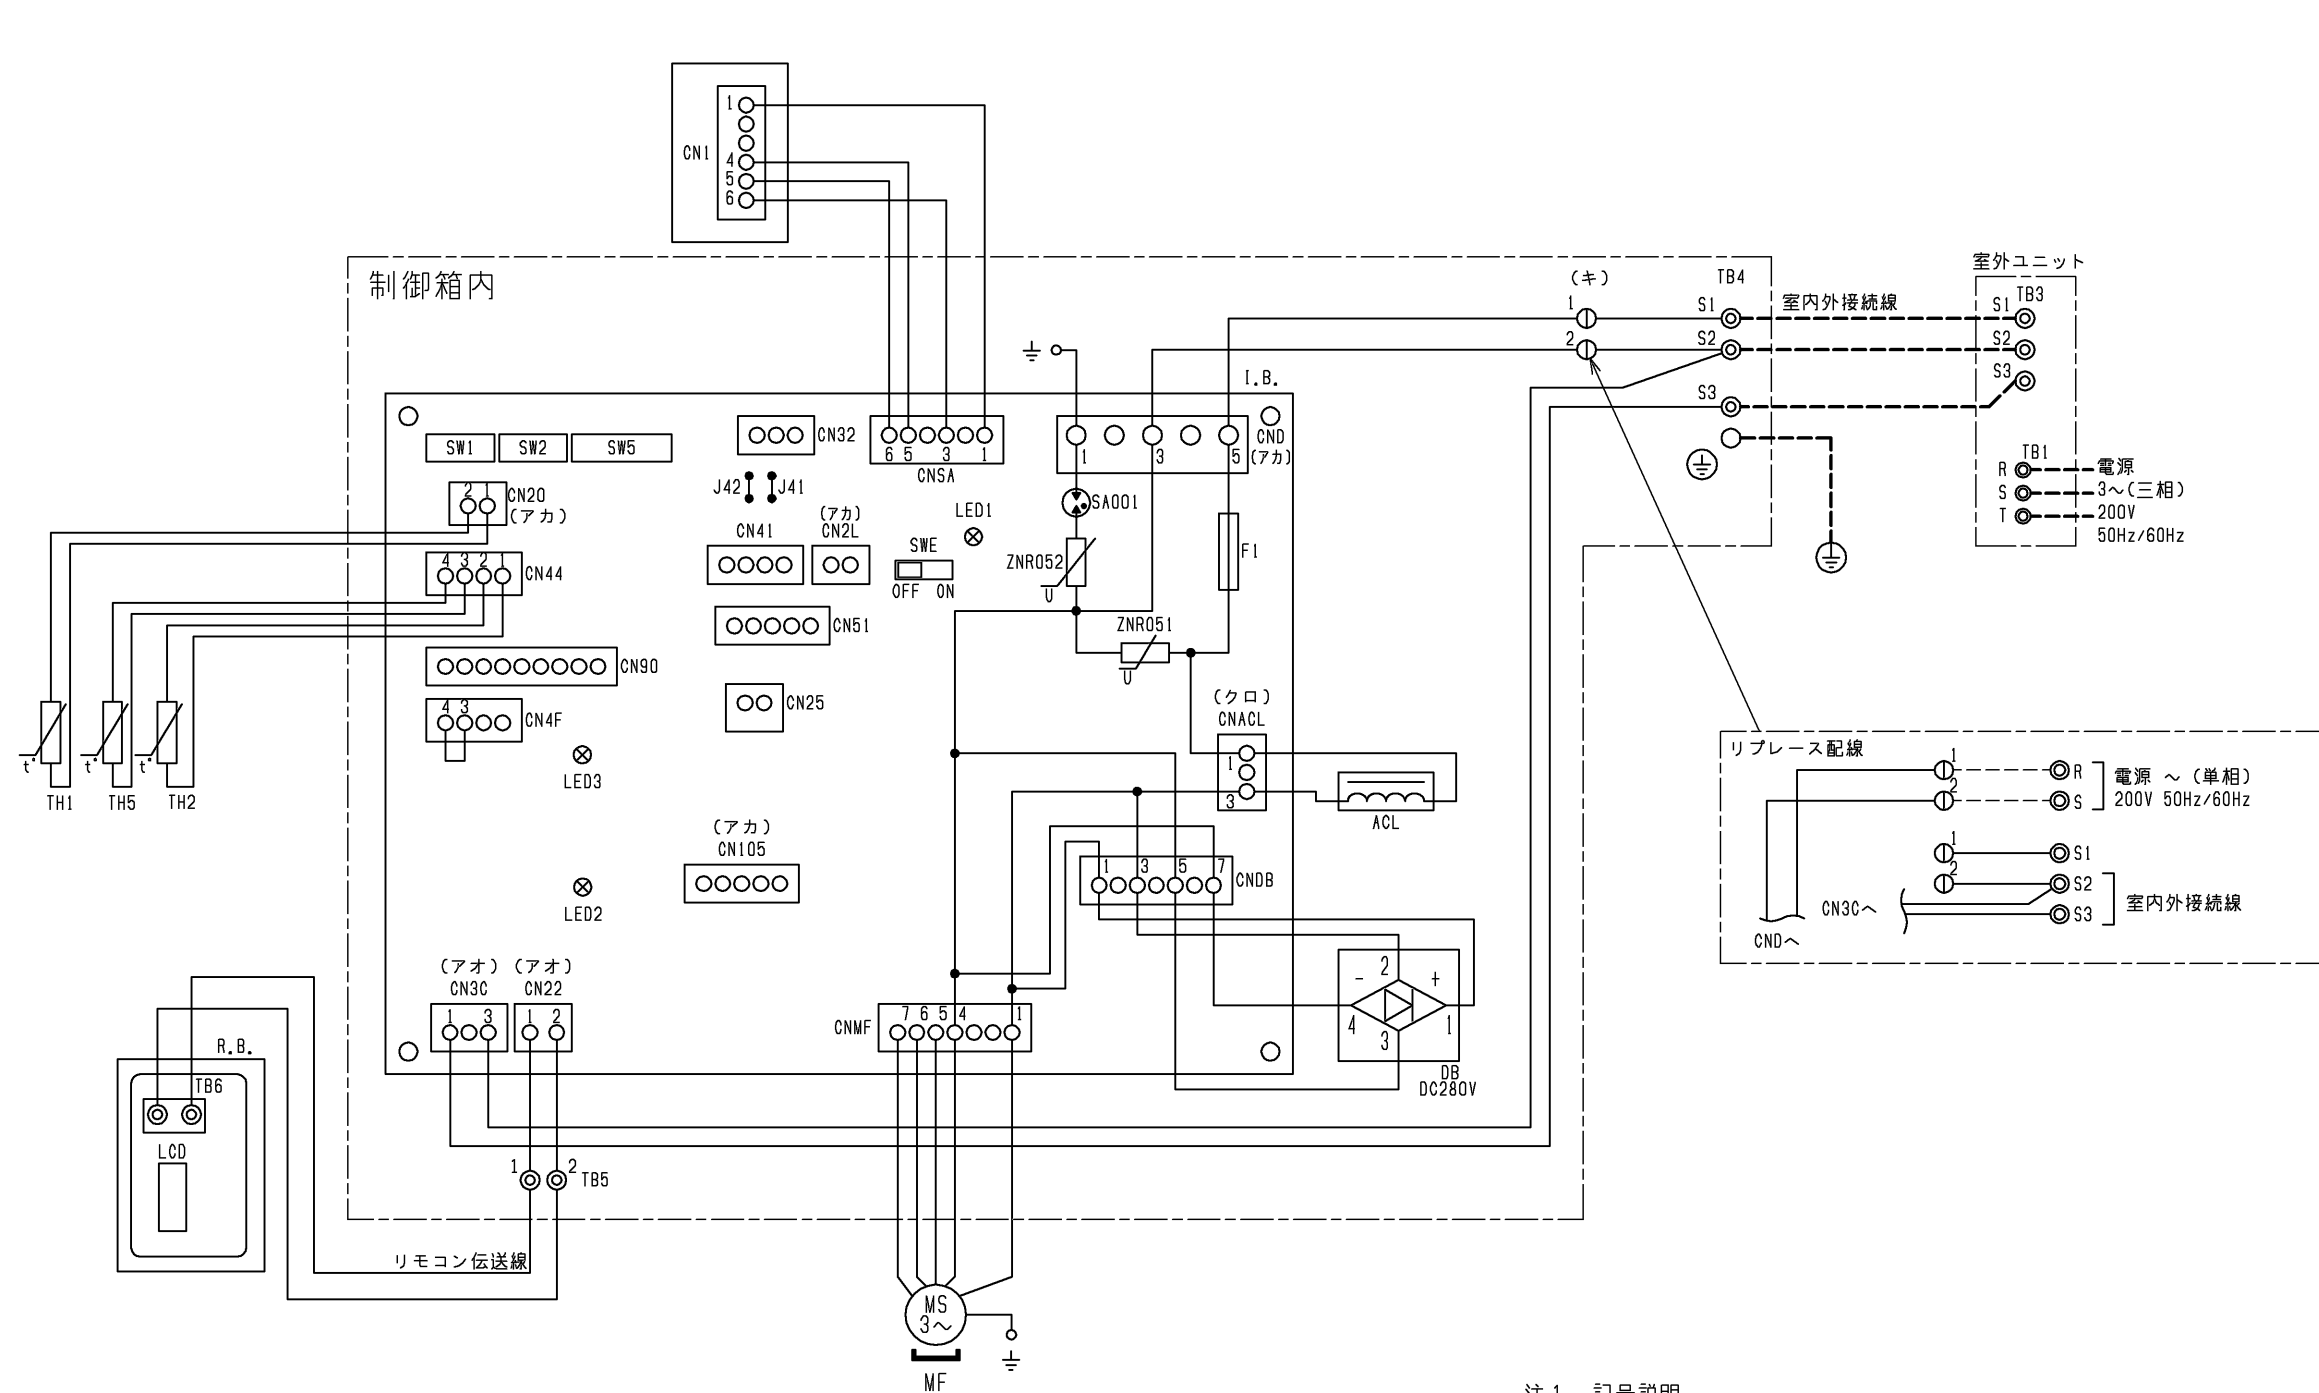 1
4
CN1
5
6
制御箱内
(キ)
TB4
室外ユニット
1
S1
室内外接続線
S1
TB3
2
S2
S2
S3
S3
I.B.
SW1
SW2
SW5
CN32
6 5 3 1
CNSA
1 3 5
CND
(アカ)
J42
J41
2 1
CN20
(アカ)
LED1
SA001
TB1
R
電源
S
3～(三相)
T
200V
50Hz/60Hz
CN41
(アカ)
CN2L
SWE
OFF ON
ZNR052
U
F1
4 3 2 1
CN44
CN51
ZNR051
U
CN90
CN25
4 3
CN4F
(クロ)
CNACL
1
3
ACL
t°
t°
t°
TH1
TH5
TH2
LED3
(アカ)
CN105
LED2
1 3 5 7
CNDB
リプレース配線
1
R
電源 ～ (単相)
2
S
200V 50Hz/60Hz
1
S1
2
S2
CN3Cへ
S3
室内外接続線
CNDへ
(アオ)
CN3C
1 3
(アオ)
CN22
1 2
CNMF
7 6 5 4 1
－ 2 ＋
4 3 1
DB
DC280V
R.B.
TB6
LCD
1
2
TB5
リモコン伝送線
MS
3～
MF
注1. 記号説明